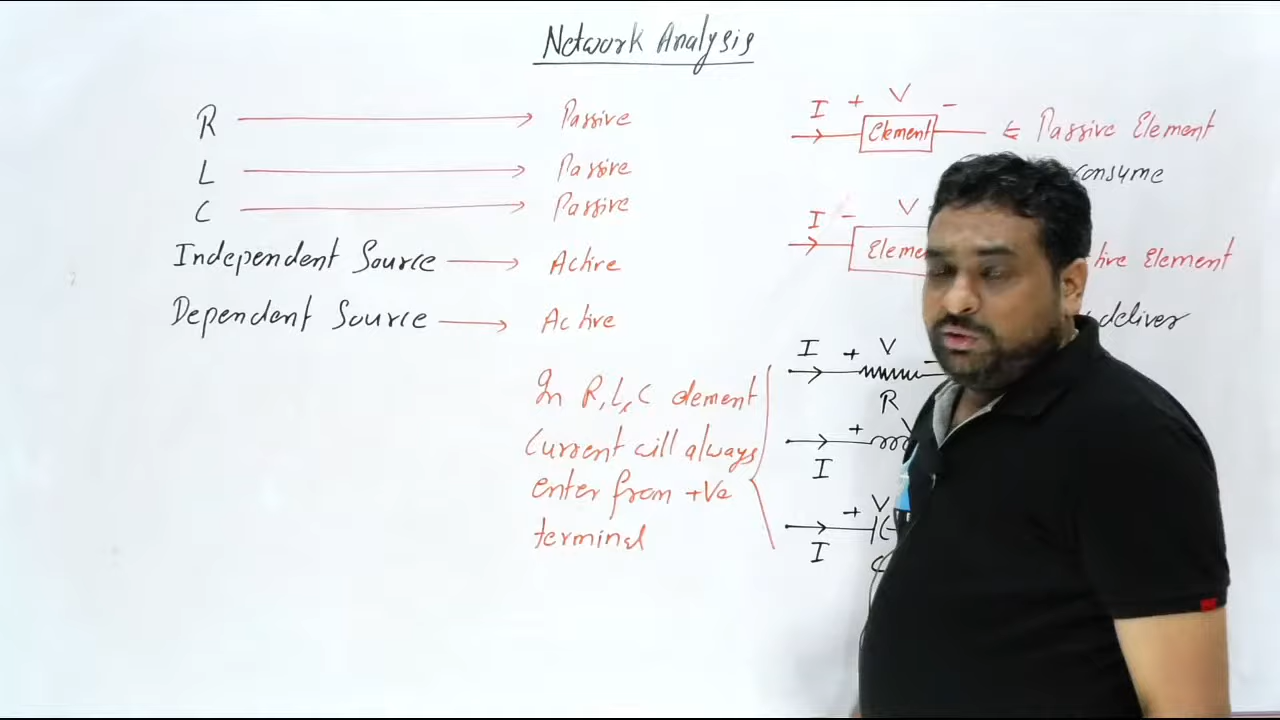 Network Analysis
R → Passive
L → Passive
C → Passive
Independent Source → Active
Dependent Source → Active
In R, L, C element
Current will always
enter from +Ve
terminal
I + V -
Element
Passive Element
consume
I - V
Element
deliver
I + V -
R
+ V
I
+ V
I
C